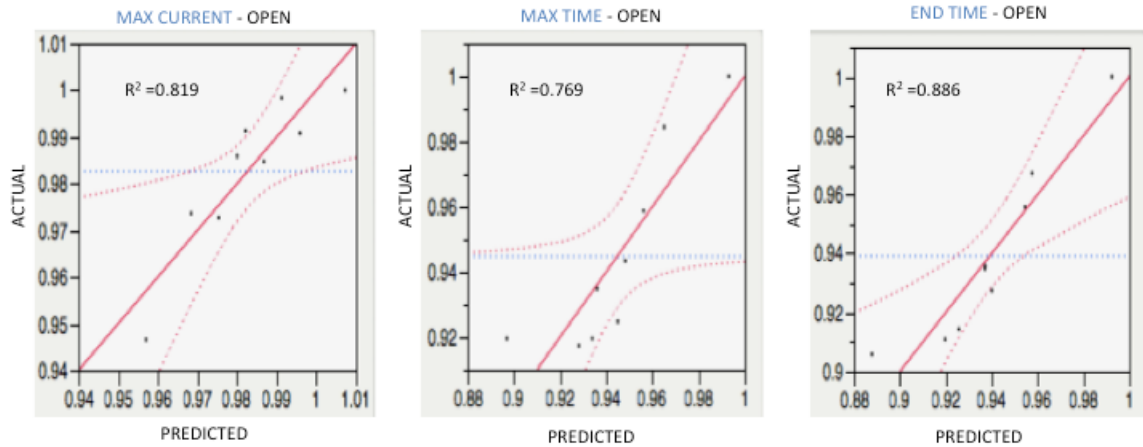 MAX CURRENT - OPEN
1.01
1
0.99
0.98
0.97
0.96
0.95
0.94
R² =0.819
ACTUAL
0.94 0.95 0.96 0.97 0.98 0.99 1 1.01
PREDICTED
MAX TIME - OPEN
1
0.98
0.96
0.94
0.92
R² =0.769
ACTUAL
0.88 0.9 0.92 0.94 0.96 0.98 1
PREDICTED
END TIME - OPEN
1
0.98
0.96
0.94
0.92
0.9
R² =0.886
ACTUAL
0.88 0.9 0.92 0.94 0.96 0.98 1
PREDICTED